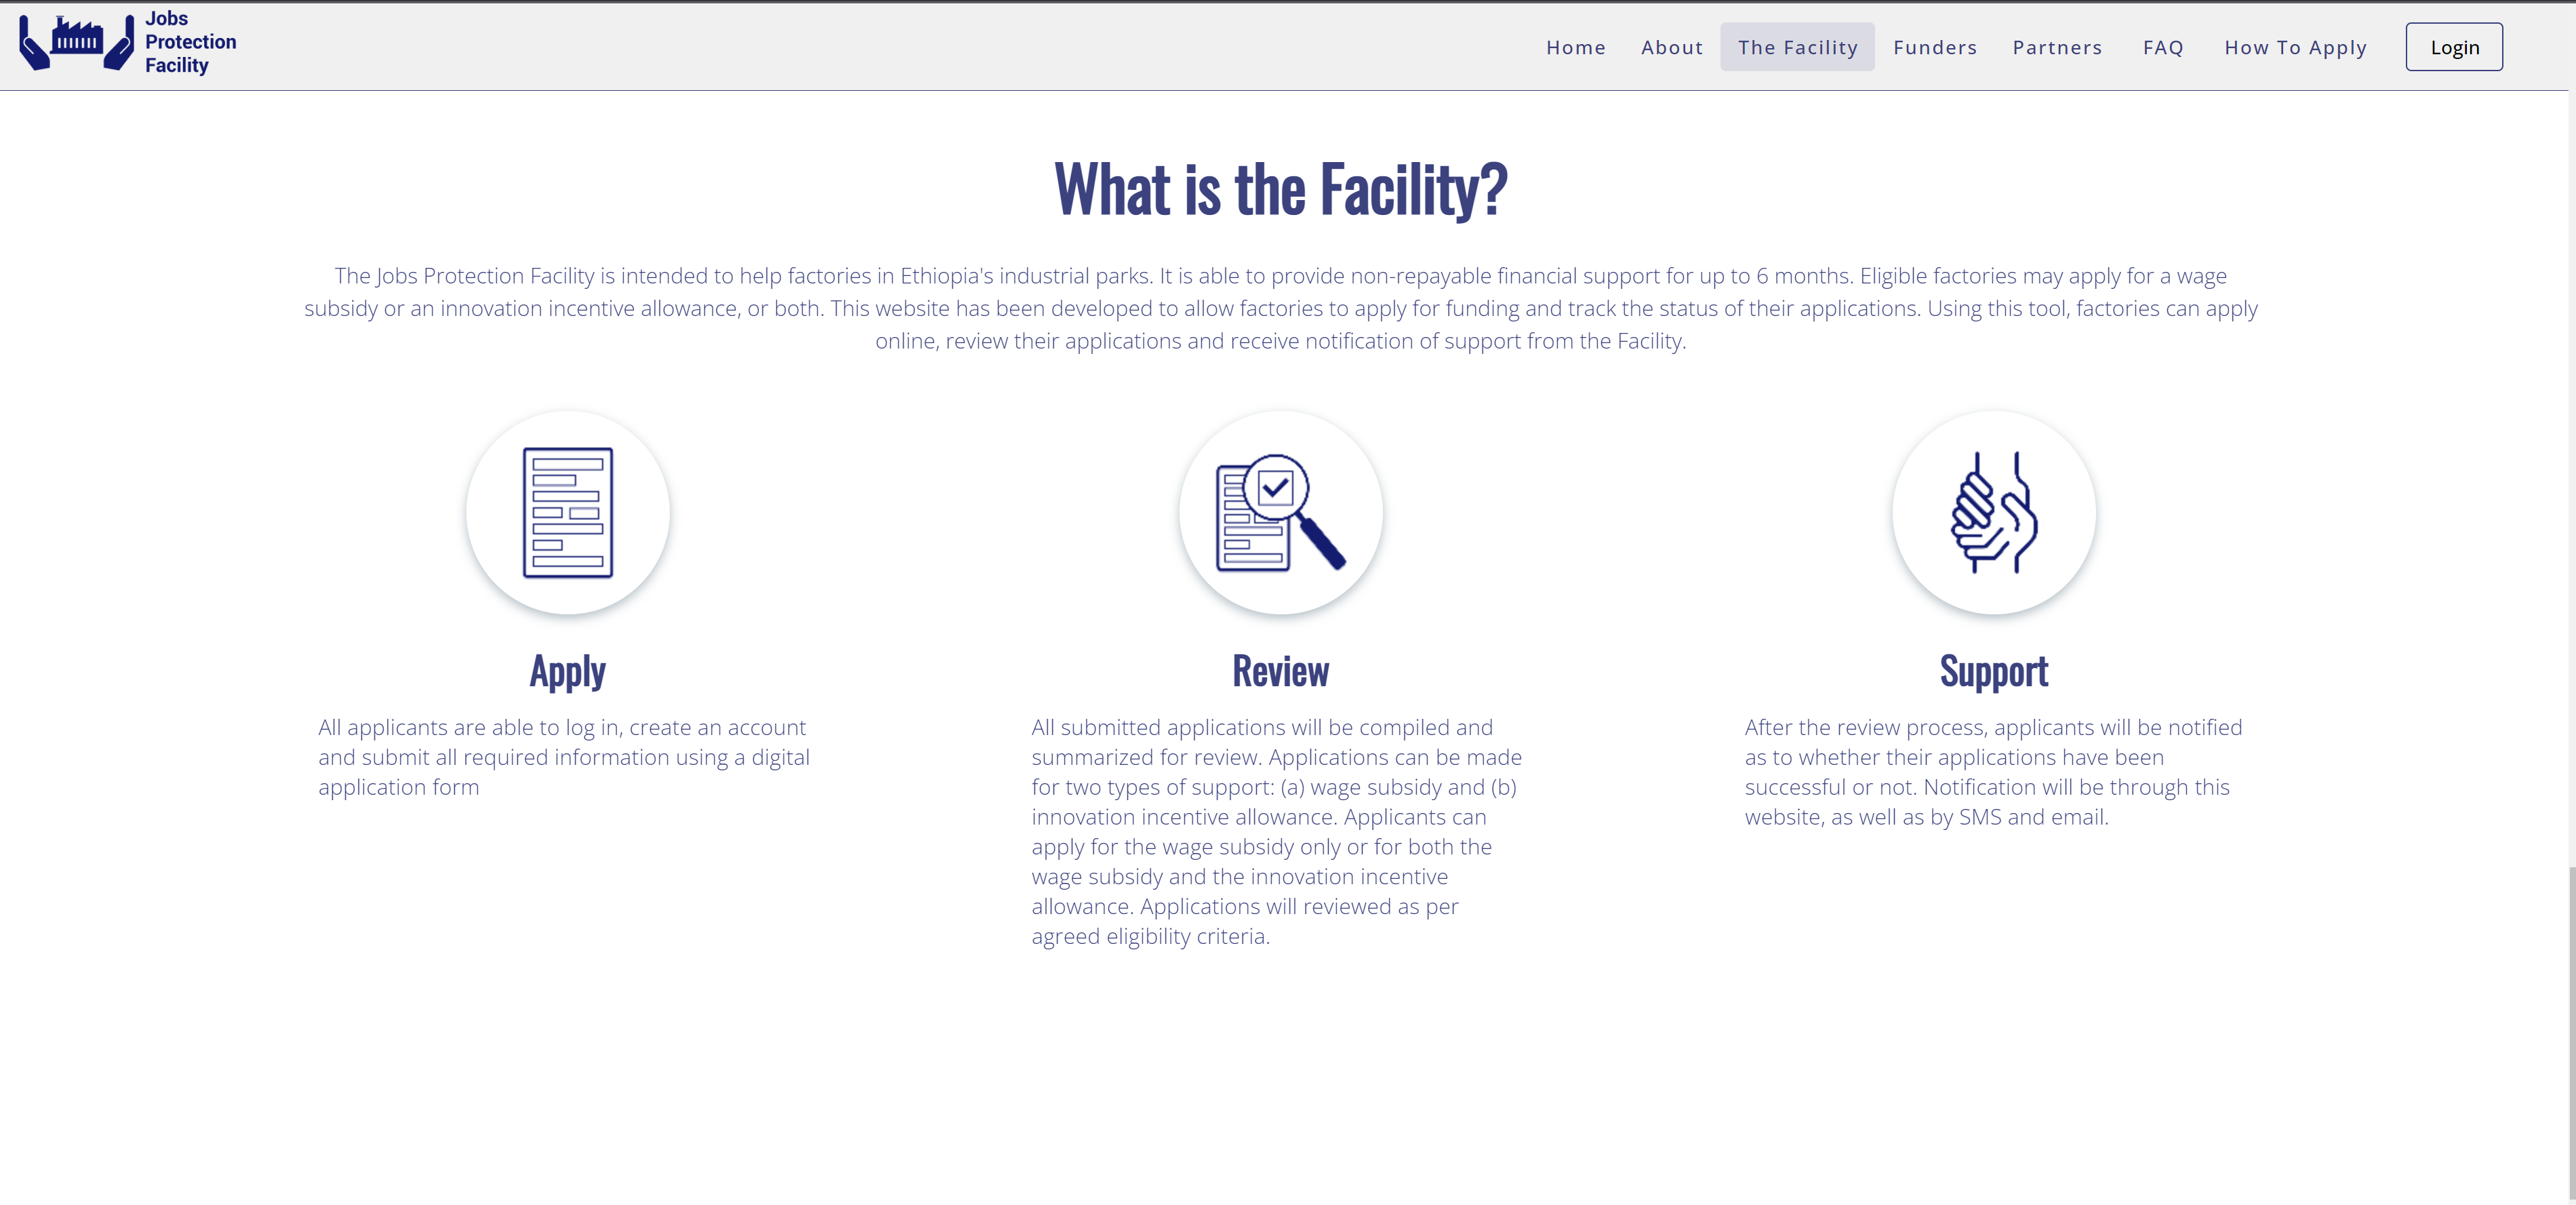 Jobs
Protection
Facility
Home About The Facility Funders Partners FAQ How To Apply Login
What is the Facility?
The Jobs Protection Facility is intended to help factories in Ethiopia's industrial parks. It is able to provide non-repayable financial support for up to 6 months. Eligible factories may apply for a wage
subsidy or an innovation incentive allowance, or both. This website has been developed to allow factories to apply for funding and track the status of their applications. Using this tool, factories can apply
online, review their applications and receive notification of support from the Facility.
Apply
All applicants are able to log in, create an account
and submit all required information using a digital
application form
Review
All submitted applications will be compiled and
summarized for review. Applications can be made
for two types of support: (a) wage subsidy and (b)
innovation incentive allowance. Applicants can
apply for the wage subsidy only or for both the
wage subsidy and the innovation incentive
allowance. Applications will reviewed as per
agreed eligibility criteria.
Support
After the review process, applicants will be notified
as to whether their applications have been
successful or not. Notification will be through this
website, as well as by SMS and email.